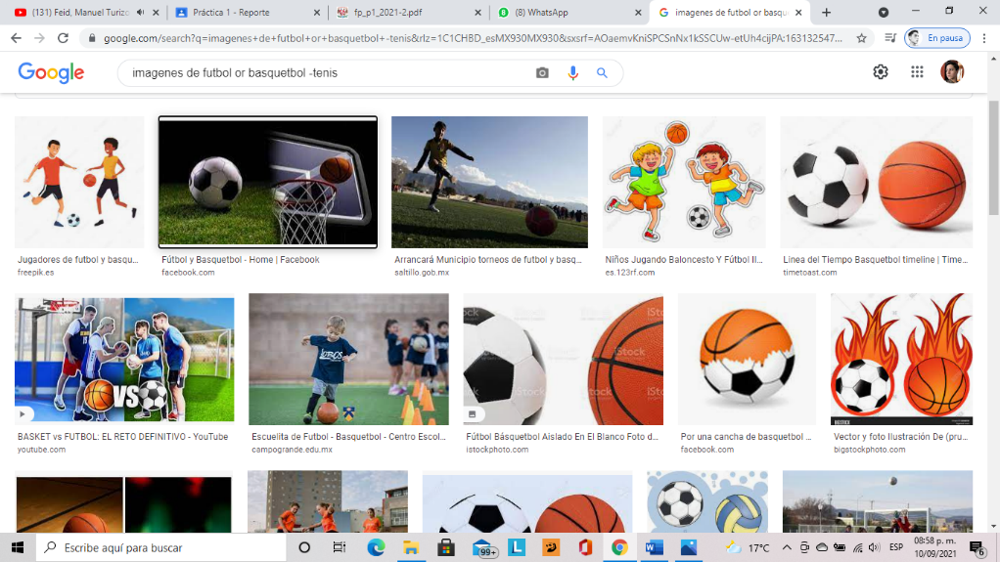 (131) Feid, Manuel Turizo
Práctica 1 - Reporte
fp_p1_2021-2.pdf
(8) WhatsApp
imagenes de futbol or basqu
google.com/search?q=imagenes+de+futbol+or+basquetbol+-tenis&rlz=1C1CHBD_esMX930MX930&sxsrf=AOaemvKniSPCSnNx1kSSCUw-etUh4cijPA:163132547...
En pausa
Google
imagenes de futbol or basquetbol -tenis
Jugadores de futbol y basqu...
freepik.es
Fútbol y Basquetbol - Home | Facebook
facebook.com
Arrancará Municipio torneos de futbol y basq...
saltillo.gob.mx
Niños Jugando Baloncesto Y Fútbol Il...
es.123rf.com
Linea del Tiempo Basquetbol timeline | Time...
timetoast.com
VS
LOBOS
iStock
BASKET vs FUTBOL: EL RETO DEFINITIVO - YouTube
youtube.com
Escuelita de Futbol - Basquetbol - Centro Escol...
campogrande.edu.mx
Fútbol Básquetbol Aislado En El Blanco Foto d...
istockphoto.com
Por una cancha de basquetbol ...
facebook.com
Vector y foto Ilustración De (pru...
bigstockphoto.com
Escribe aquí para buscar
99+
17°C
ESP
08:58 p. m.
10/09/2021
6